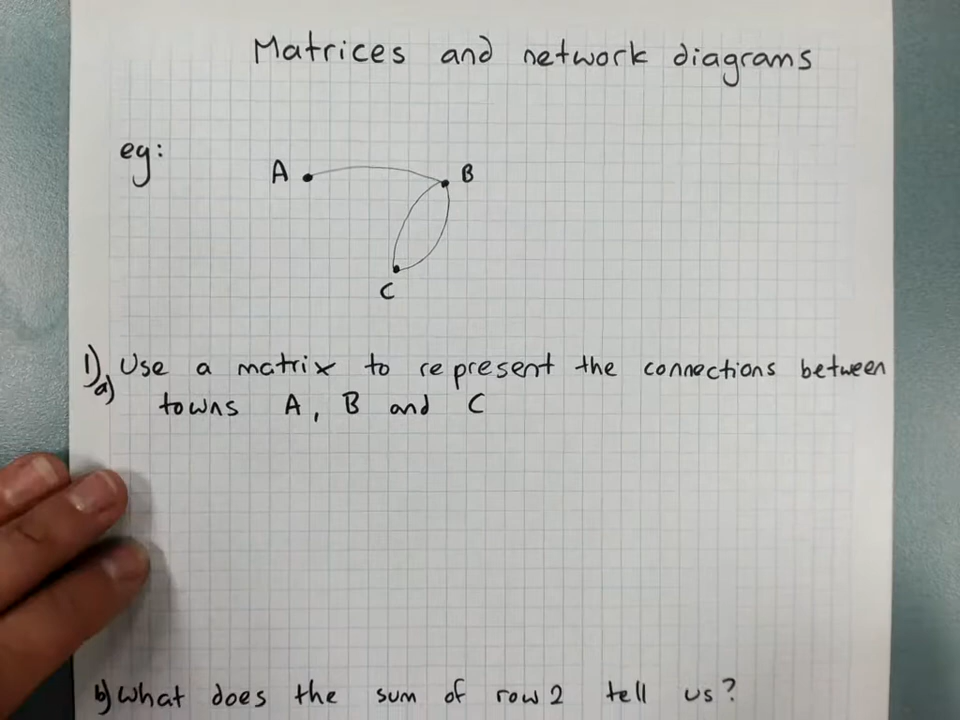 Matrices and network diagrams
eg:
A
B
C
1) a) Use a matrix to represent the connections between
towns A, B and C
b) What does the sum of row 2 tell us?